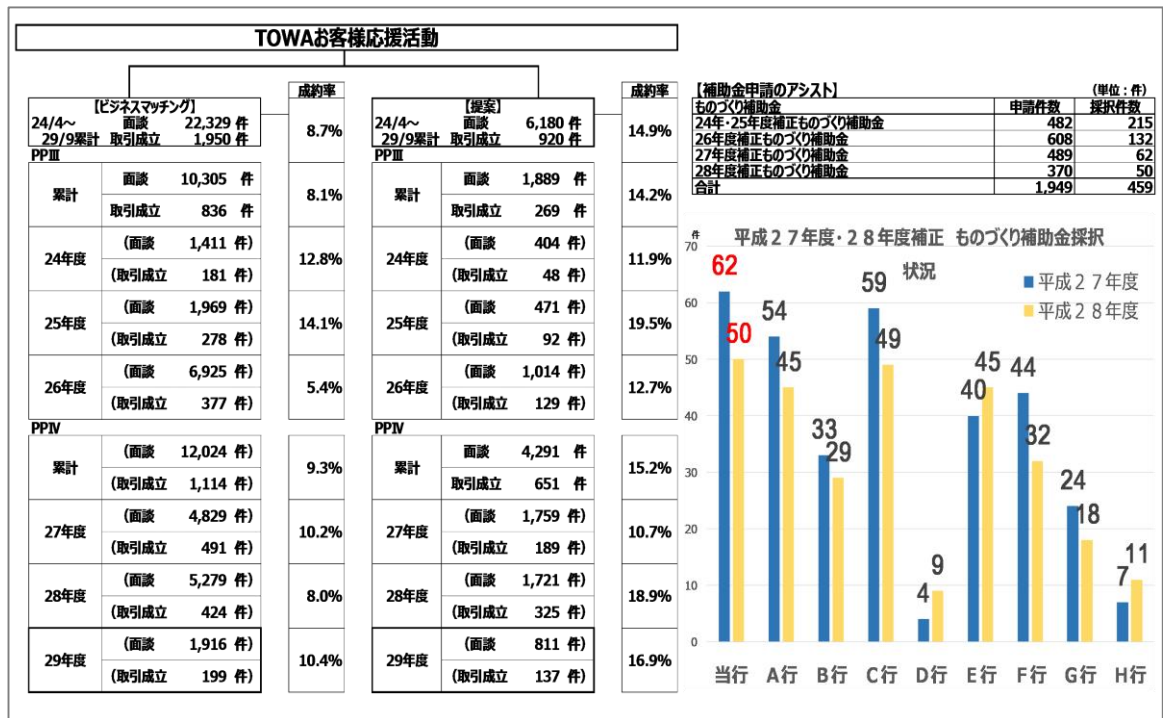 TOWAお客様応援活動
成約率
【ビジネスマッチング】
24/4～ 面談 22,329 件
29/9累計 取引成立 1,950 件
8.7%
PPⅢ
累計 面談 10,305 件
取引成立 836 件
8.1%
24年度 (面談 1,411 件)
(取引成立 181 件)
12.8%
25年度 (面談 1,969 件)
(取引成立 278 件)
14.1%
26年度 (面談 6,925 件)
(取引成立 377 件)
5.4%
PPⅣ
累計 (面談 12,024 件)
(取引成立 1,114 件)
9.3%
27年度 (面談 4,829 件)
(取引成立 491 件)
10.2%
28年度 (面談 5,279 件)
(取引成立 424 件)
8.0%
29年度 (面談 1,916 件)
(取引成立 199 件)
10.4%
成約率
【提案】
24/4～ 面談 6,180 件
29/9累計 取引成立 920 件
14.9%
PPⅢ
累計 面談 1,889 件
取引成立 269 件
14.2%
24年度 (面談 404 件)
(取引成立 48 件)
11.9%
25年度 (面談 471 件)
(取引成立 92 件)
19.5%
26年度 (面談 1,014 件)
(取引成立 129 件)
12.7%
PPⅣ
累計 面談 4,291 件
取引成立 651 件
15.2%
27年度 (面談 1,759 件)
(取引成立 189 件)
10.7%
28年度 (面談 1,721 件)
(取引成立 325 件)
18.9%
29年度 (面談 811 件)
(取引成立 137 件)
16.9%
【補助金申請のアシスト】 (単位：件)
ものづくり補助金 申請件数 採択件数
24年・25年度補正ものづくり補助金 482 215
26年度補正ものづくり補助金 608 132
27年度補正ものづくり補助金 489 62
28年度補正ものづくり補助金 370 50
合計 1,949 459
件 平成２７年度・２８年度補正 ものづくり補助金採択
状況
平成２７年度
平成２８年度
70
60
50
40
30
20
10
0
62 50
54 45
33 29
59 49
4 9
40 45
44 32
24 18
7 11
当行 A行 B行 C行 D行 E行 F行 G行 H行